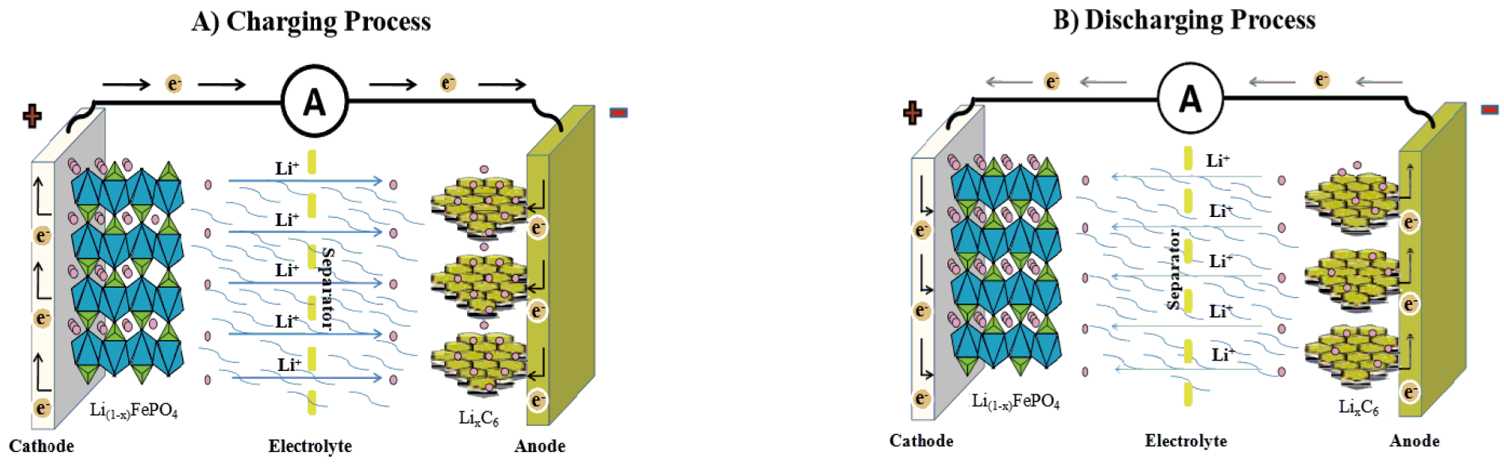 A) Charging Process
e⁻
e⁻
A
+
-
Li⁺
Li⁺
Li⁺
Li⁺
Li⁺
Separator
e⁻
e⁻
e⁻
e⁻
e⁻
e⁻
Li₍₁₋ₓ₎FePO₄
LiₓC₆
Cathode
Electrolyte
Anode
B) Discharging Process
e⁻
e⁻
A
+
-
Li⁺
Li⁺
Li⁺
Li⁺
Li⁺
Separator
e⁻
e⁻
e⁻
e⁻
e⁻
e⁻
Li₍₁₋ₓ₎FePO₄
LiₓC₆
Cathode
Electrolyte
Anode